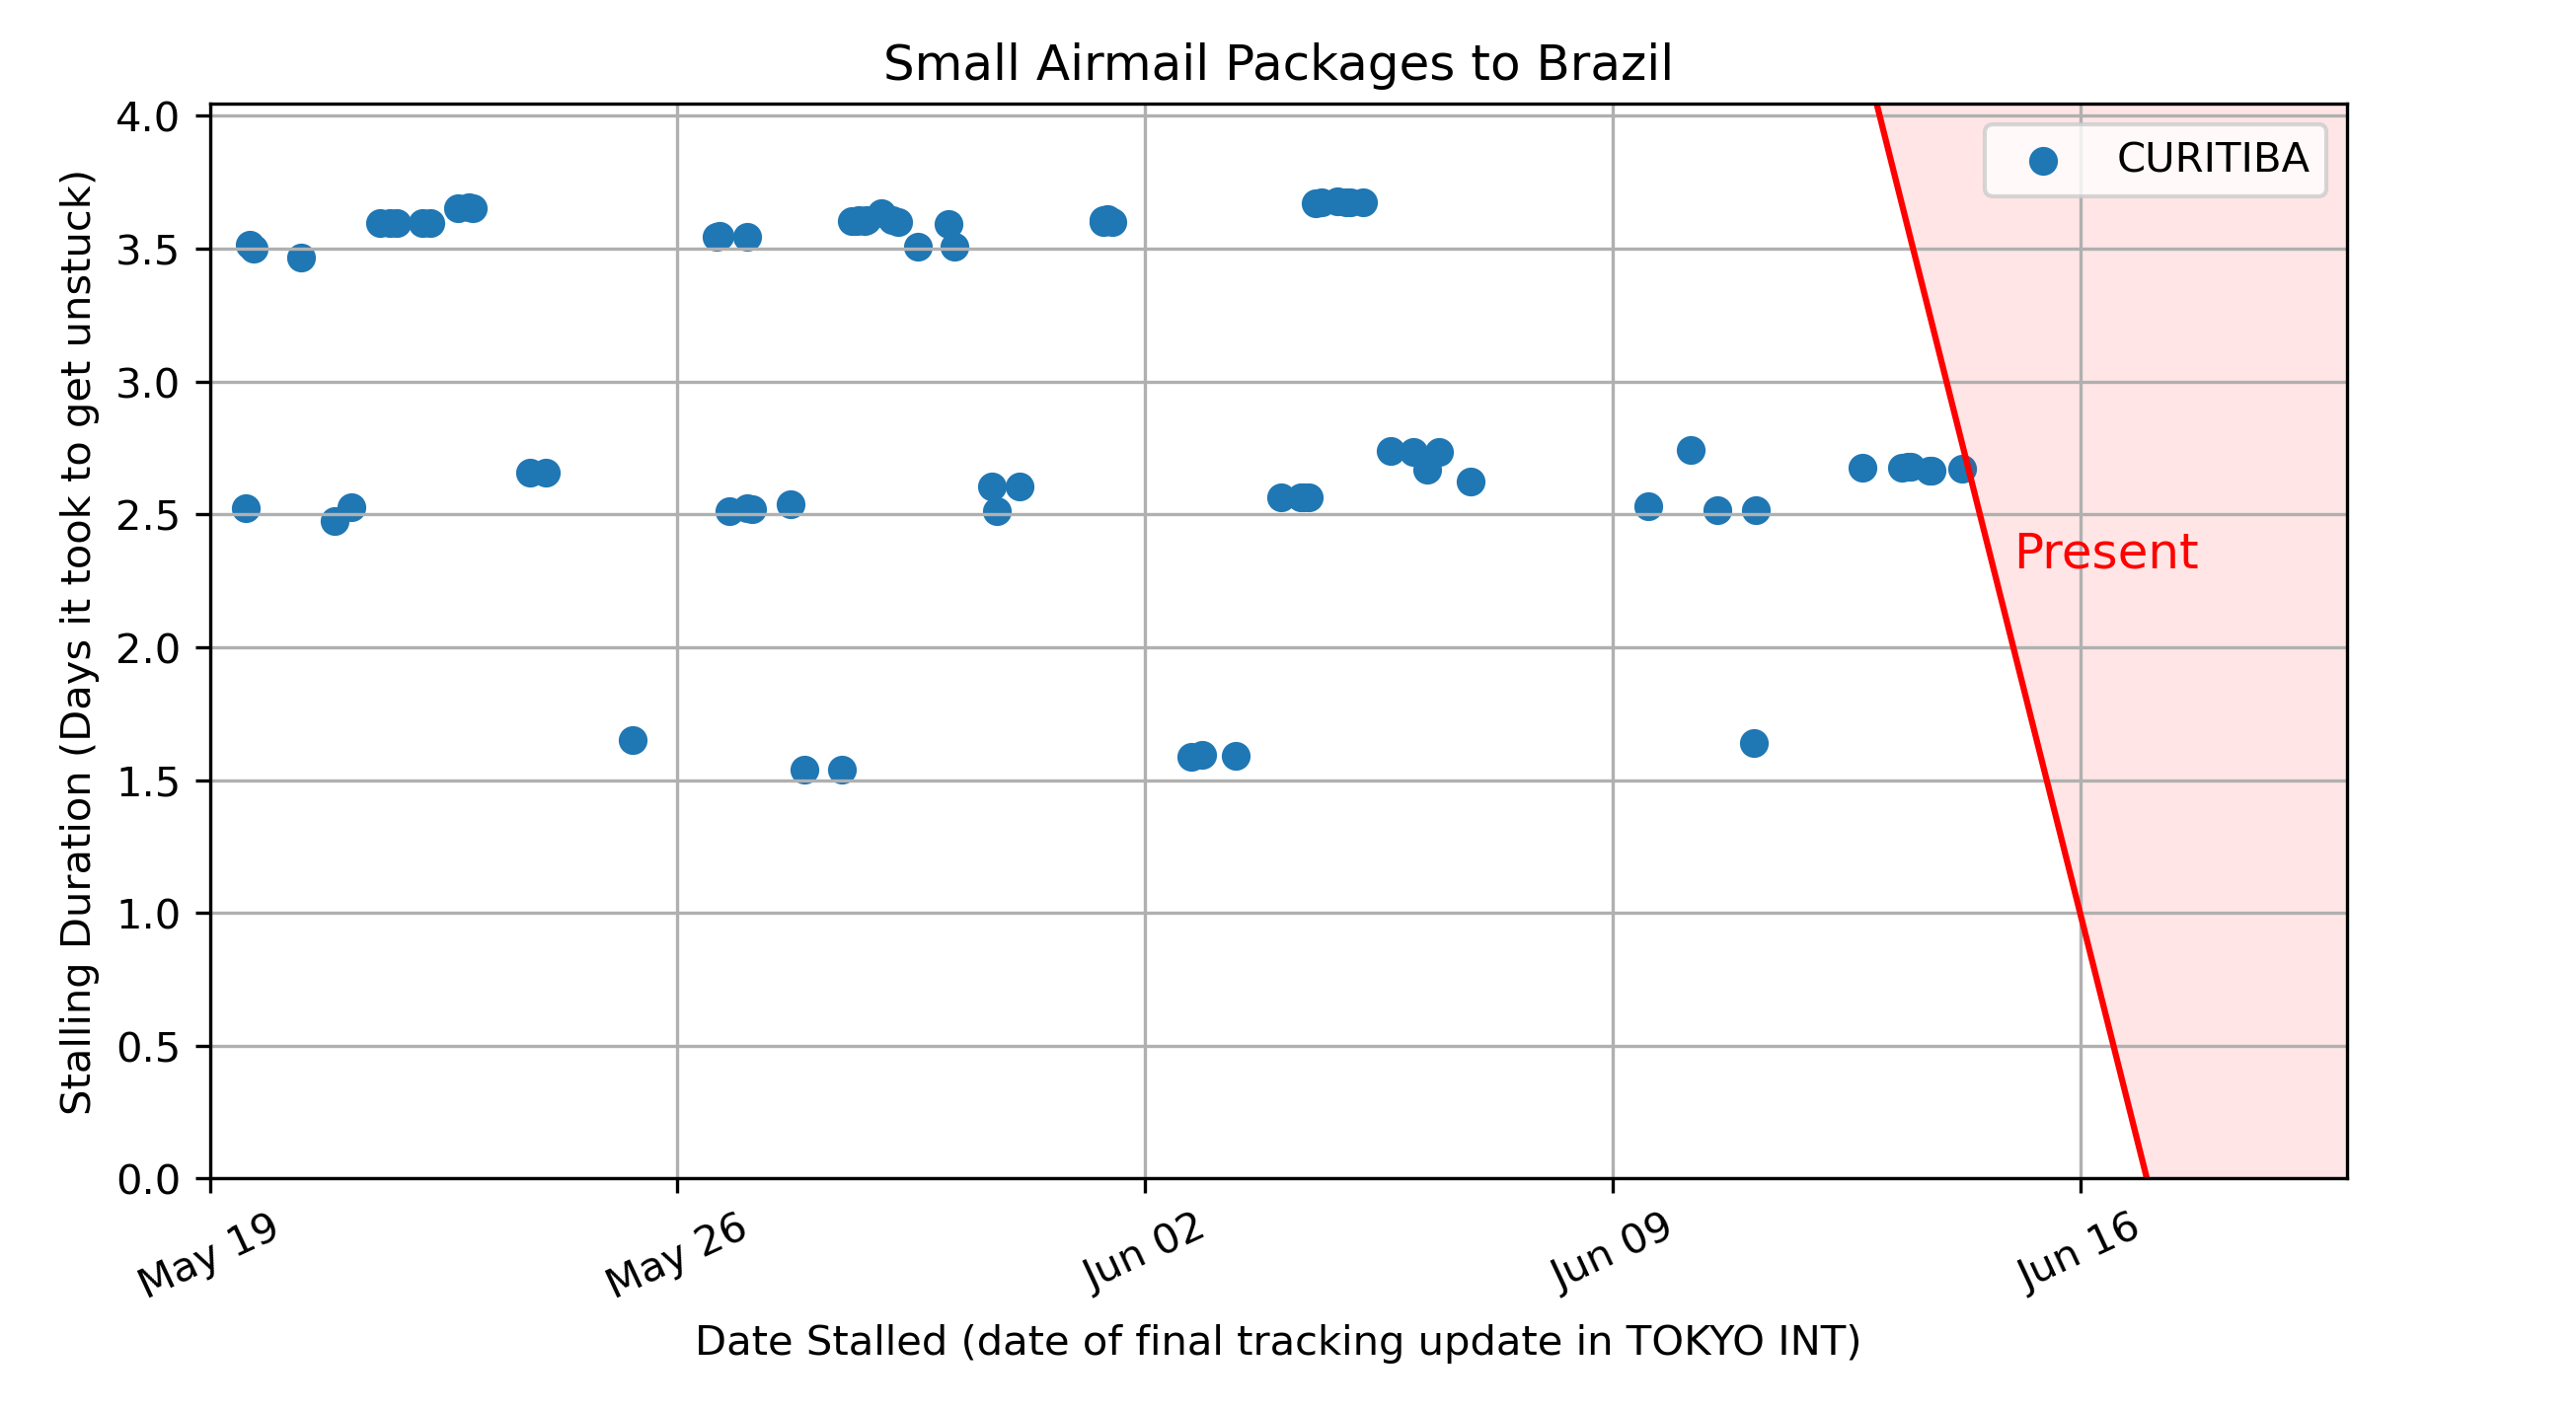 Small Airmail Packages to Brazil
4.0
3.5
3.0
2.5
2.0
1.5
1.0
0.5
0.0
Stalling Duration (Days it took to get unstuck)
CURITIBA
Present
May 19
May 26
Jun 02
Jun 09
Jun 16
Date Stalled (date of final tracking update in TOKYO INT)